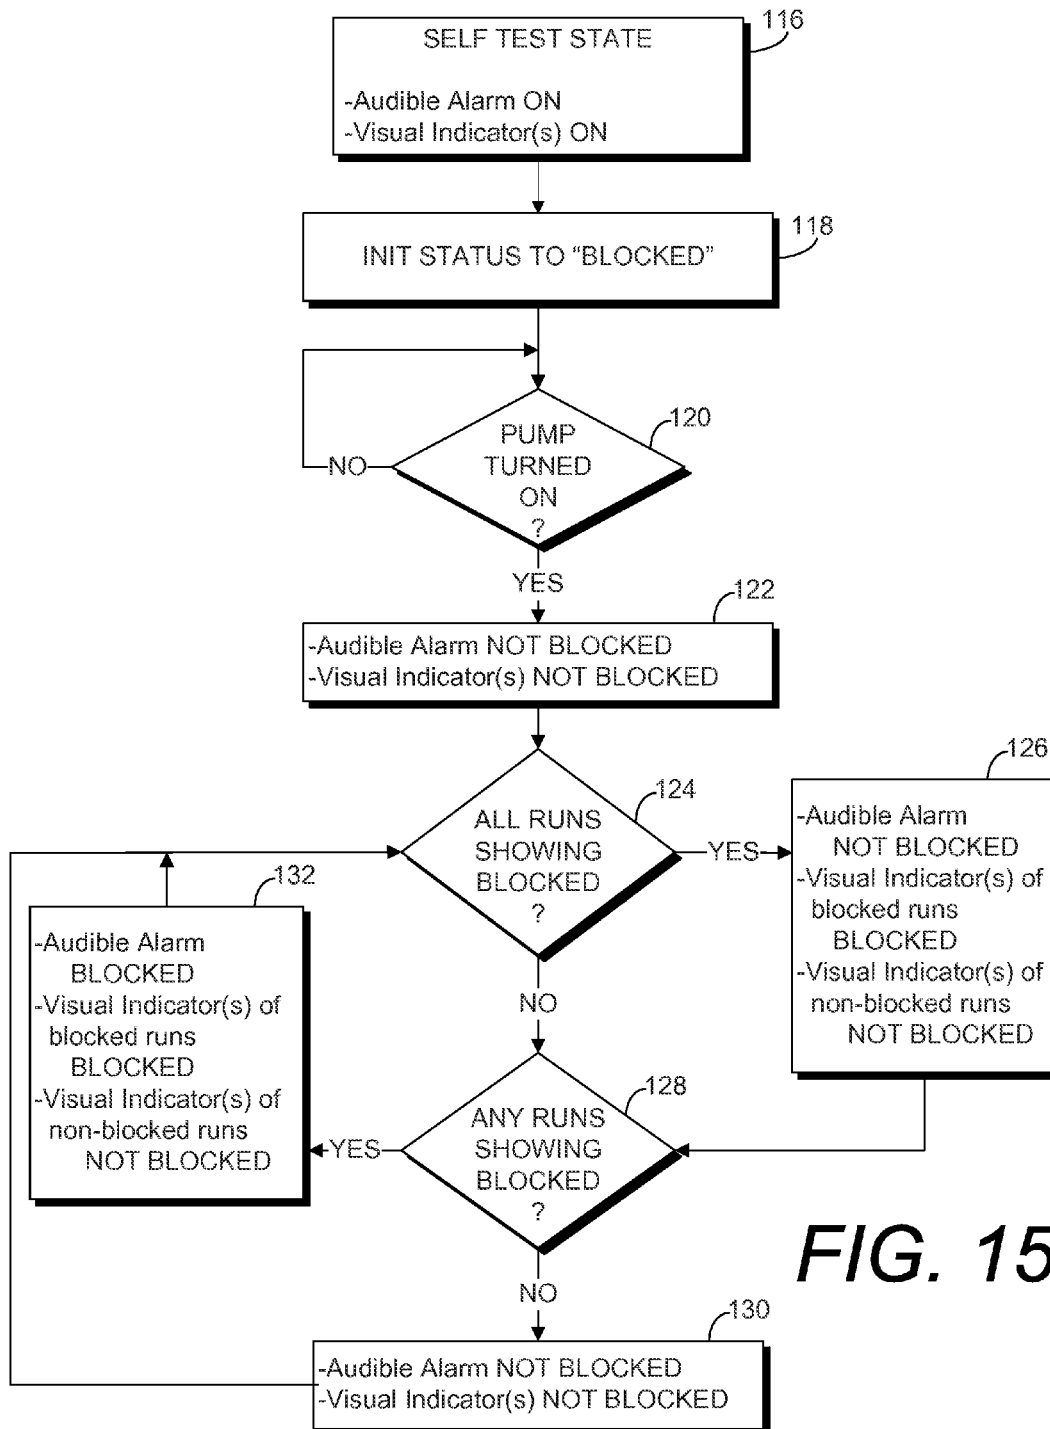 116
SELF TEST STATE
-Audible Alarm ON
-Visual Indicator(s) ON
118
INIT STATUS TO “BLOCKED”
120
PUMP
TURNED
ON
?
NO
YES
122
-Audible Alarm NOT BLOCKED
-Visual Indicator(s) NOT BLOCKED
124
ALL RUNS
SHOWING
BLOCKED
?
YES
NO
126
-Audible Alarm
NOT BLOCKED
-Visual Indicator(s) of
blocked runs
BLOCKED
-Visual Indicator(s) of
non-blocked runs
NOT BLOCKED
132
-Audible Alarm
BLOCKED
-Visual Indicator(s) of
blocked runs
BLOCKED
-Visual Indicator(s) of
non-blocked runs
NOT BLOCKED
128
ANY RUNS
SHOWING
BLOCKED
?
YES
NO
130
-Audible Alarm NOT BLOCKED
-Visual Indicator(s) NOT BLOCKED
FIG. 15